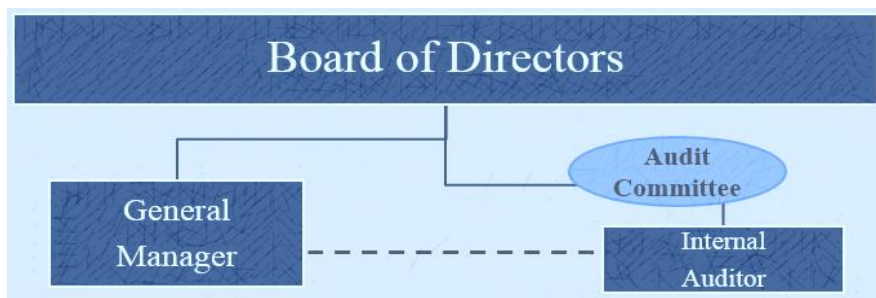 Board of Directors
Audit
Committee
General
Manager
Internal
Auditor